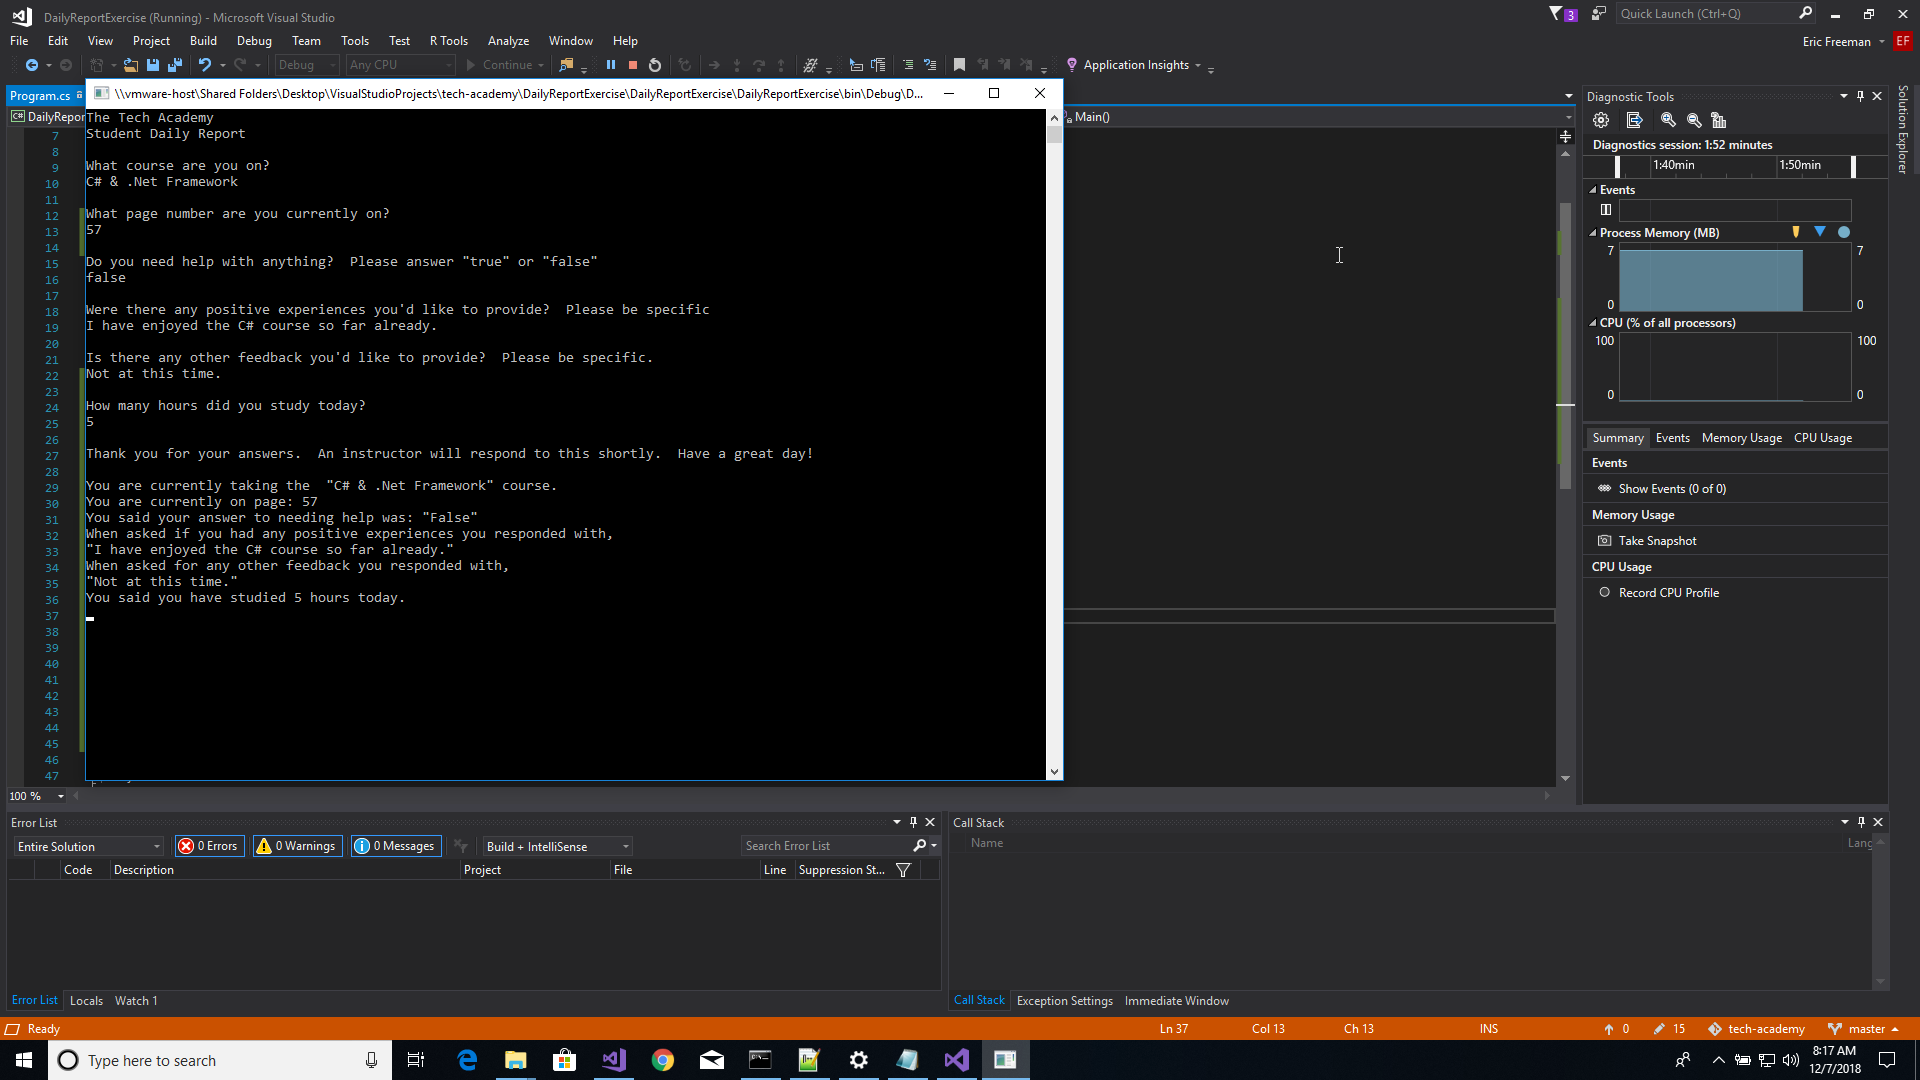 DailyReportExercise (Running) - Microsoft Visual Studio
3
Quick Launch (Ctrl+Q)
File Edit View Project Build Debug Team Tools Test R Tools Analyze Window Help
Eric Freeman
EF
Debug Any CPU Continue Application Insights
Program.cs
\\vmware-host\Shared Folders\Desktop\VisualStudioProjects\tech-academy\DailyReportExercise\DailyReportExercise\DailyReportExercise\bin\Debug\D...
C# DailyRepor
Main()
7
8
9
10
11
12
13
14
15
16
17
18
19
20
21
22
23
24
25
26
27
28
29
30
31
32
33
34
35
36
37
38
39
40
41
42
43
44
45
46
47
The Tech Academy
Student Daily Report
What course are you on?
C# & .Net Framework
What page number are you currently on?
57
Do you need help with anything?  Please answer "true" or "false"
false
Were there any positive experiences you'd like to provide?  Please be specific
I have enjoyed the C# course so far already.
Is there any other feedback you'd like to provide?  Please be specific.
Not at this time.
How many hours did you study today?
5
Thank you for your answers.  An instructor will respond to this shortly.  Have a great day!
You are currently taking the  "C# & .Net Framework" course.
You are currently on page: 57
You said your answer to needing help was: "False"
When asked if you had any positive experiences you responded with,
"I have enjoyed the C# course so far already."
When asked for any other feedback you responded with,
"Not at this time."
You said you have studied 5 hours today.
100 %
Diagnostic Tools
Diagnostics session: 1:52 minutes
1:40min 1:50min
Events
Process Memory (MB)
7 7
0 0
CPU (% of all processors)
100 100
0 0
Summary Events Memory Usage CPU Usage
Events
Show Events (0 of 0)
Memory Usage
Take Snapshot
CPU Usage
Record CPU Profile
Solution Explorer
Error List
Entire Solution 0 Errors 0 Warnings 0 Messages Build + IntelliSense Search Error List
Code Description Project File Line Suppression St...
Error List Locals Watch 1
Call Stack
Name Lang
Call Stack Exception Settings Immediate Window
Ready Ln 37 Col 13 Ch 13 INS 0 15 tech-academy master
Type here to search
8:17 AM
12/7/2018